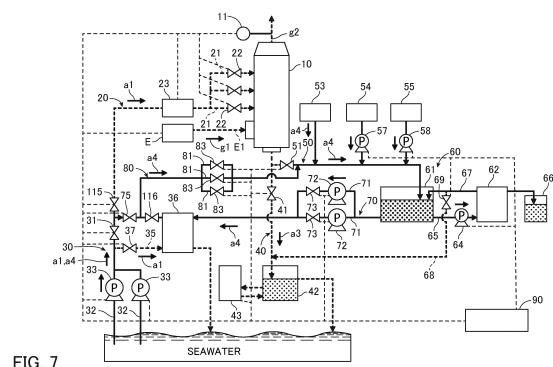 11
g2
10
a1
23
21
22
53
54
55
20
21
22
a4
57
58
E
g1
E1
83
51
50
a4
60
80
a4
81
81
83
81
83
72
71
61
69
67
62
66
115
75
116
36
41
73
70
31
37
35
a4
73
72
71
65
64
30
a1,a4
a1
40
a3
68
33
33
42
90
32
32
43
SEAWATER
FIG. 7
P
P
P
P
P
P
P